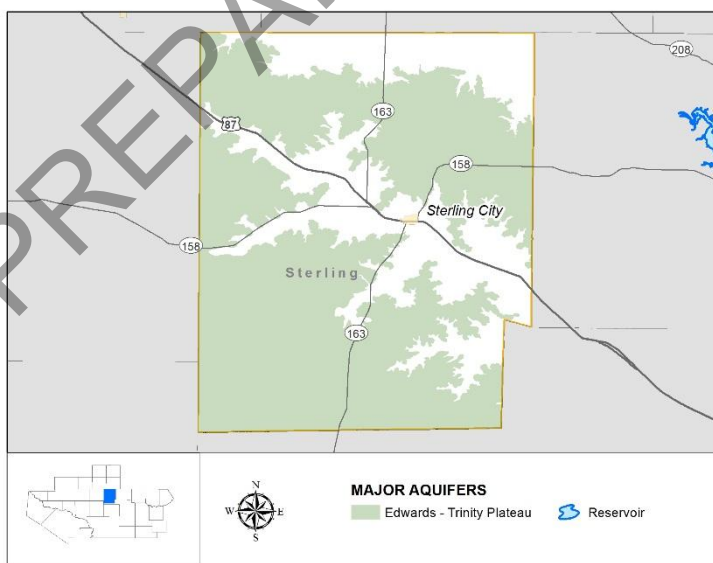 PREPA
208
163
87
158
Sterling City
158
Sterling
163
N
W E
S
MAJOR AQUIFERS
Edwards - Trinity Plateau
Reservoir